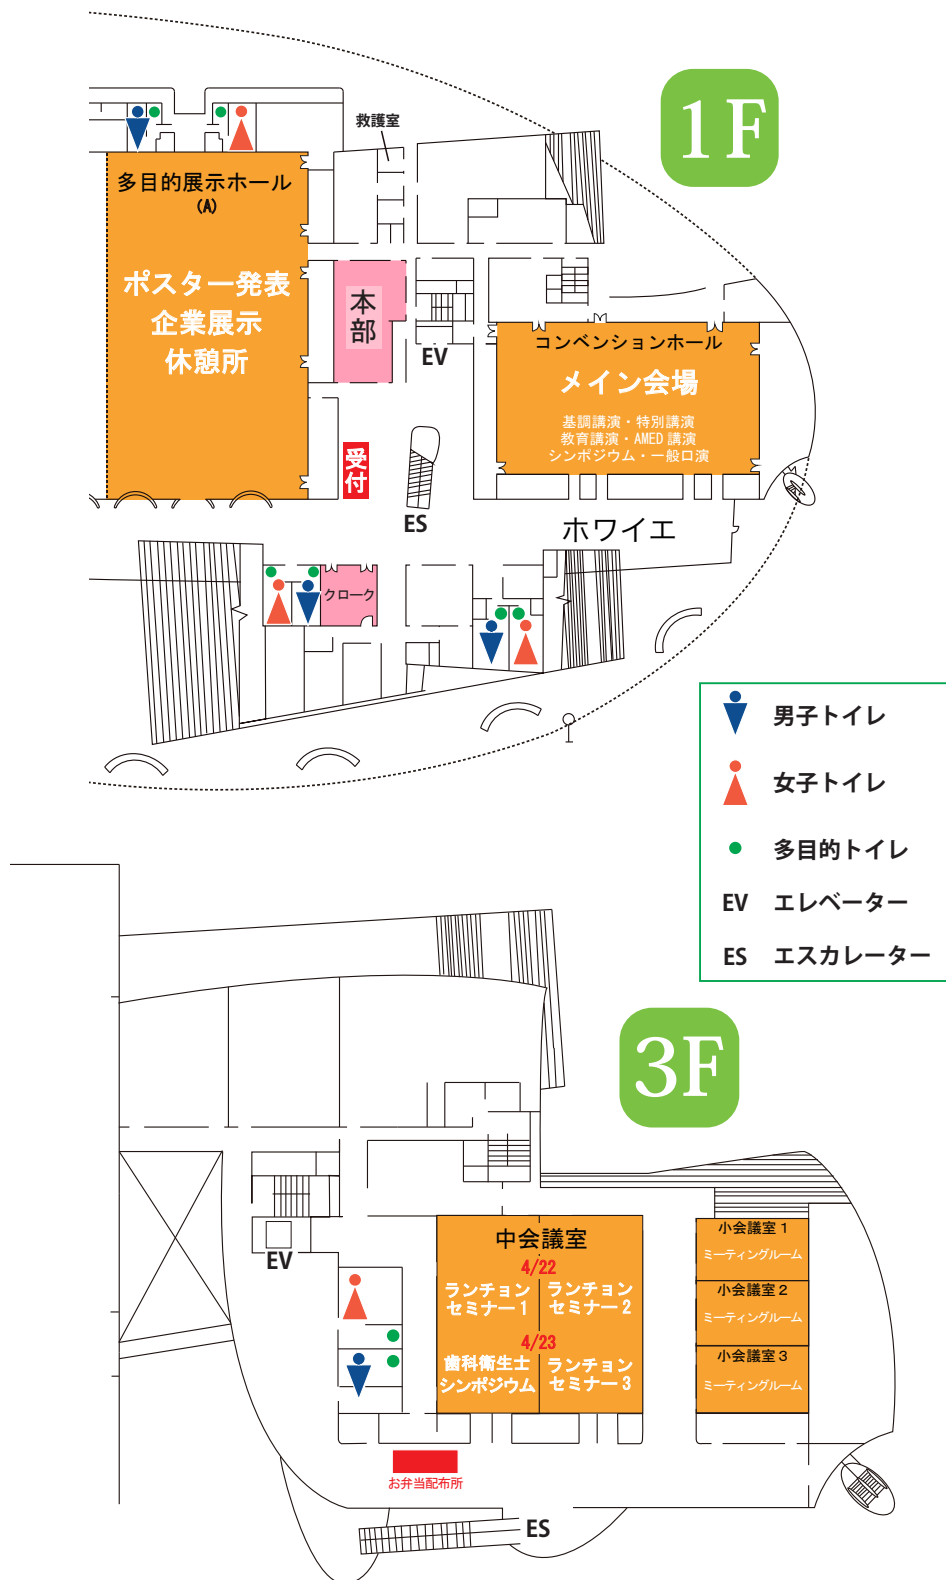 1F
救護室
多目的展示ホール
(A)
ポスター発表
企業展示
休憩所
本部
EV
コンベンションホール
メイン会場
基調講演・特別講演
教育講演・AMED 講演
シンポジウム・一般口演
受付
ES
ホワイエ
クローク
男子トイレ
女子トイレ
多目的トイレ
EV エレベーター
ES エスカレーター
3F
EV
中会議室
4/22
ランチョン
セミナー1
ランチョン
セミナー2
4/23
歯科衛生士
シンポジウム
ランチョン
セミナー3
小会議室 1
ミーティングルーム
小会議室 2
ミーティングルーム
小会議室 3
ミーティングルーム
お弁当配布所
ES